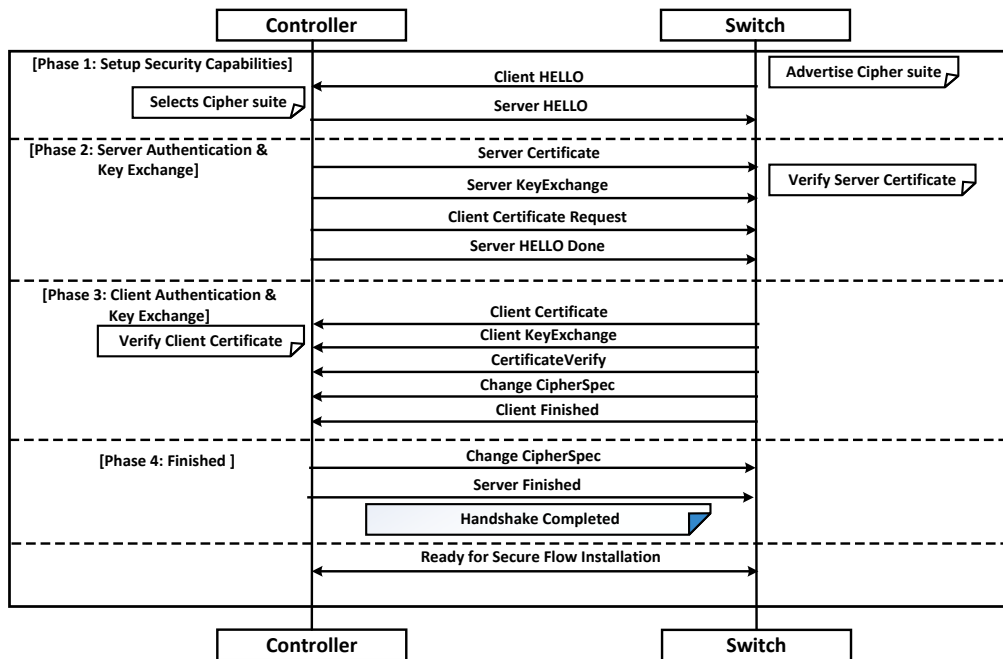 Controller
Switch
[Phase 1: Setup Security Capabilities]
Client HELLO
Advertise Cipher suite
Selects Cipher suite
Server HELLO
[Phase 2: Server Authentication &
Key Exchange]
Server Certificate
Verify Server Certificate
Server KeyExchange
Client Certificate Request
Server HELLO Done
[Phase 3: Client Authentication &
Key Exchange]
Client Certificate
Verify Client Certificate
Client KeyExchange
CertificateVerify
Change CipherSpec
Client Finished
[Phase 4: Finished ]
Change CipherSpec
Server Finished
Handshake Completed
Ready for Secure Flow Installation
Controller
Switch